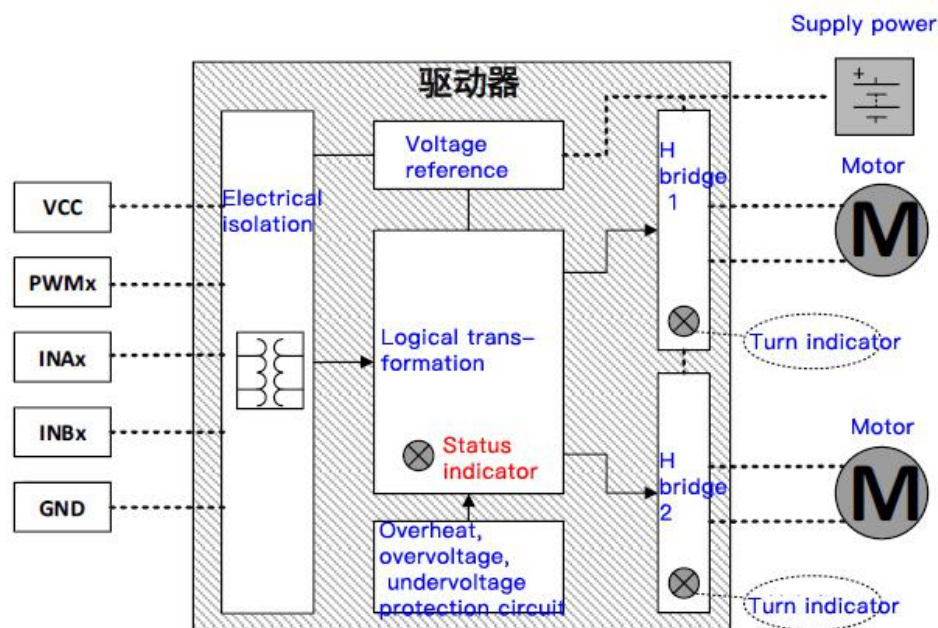 Supply power
驱动器
+
Voltage
reference
H
bridge
1
Motor
M
Electrical
isolation
VCC
PWMx
INAx
INBx
GND
Logical trans-
formation
Turn indicator
Status
indicator
H
bridge
2
Motor
M
Overheat,
overvoltage,
undervoltage
protection circuit
Turn indicator